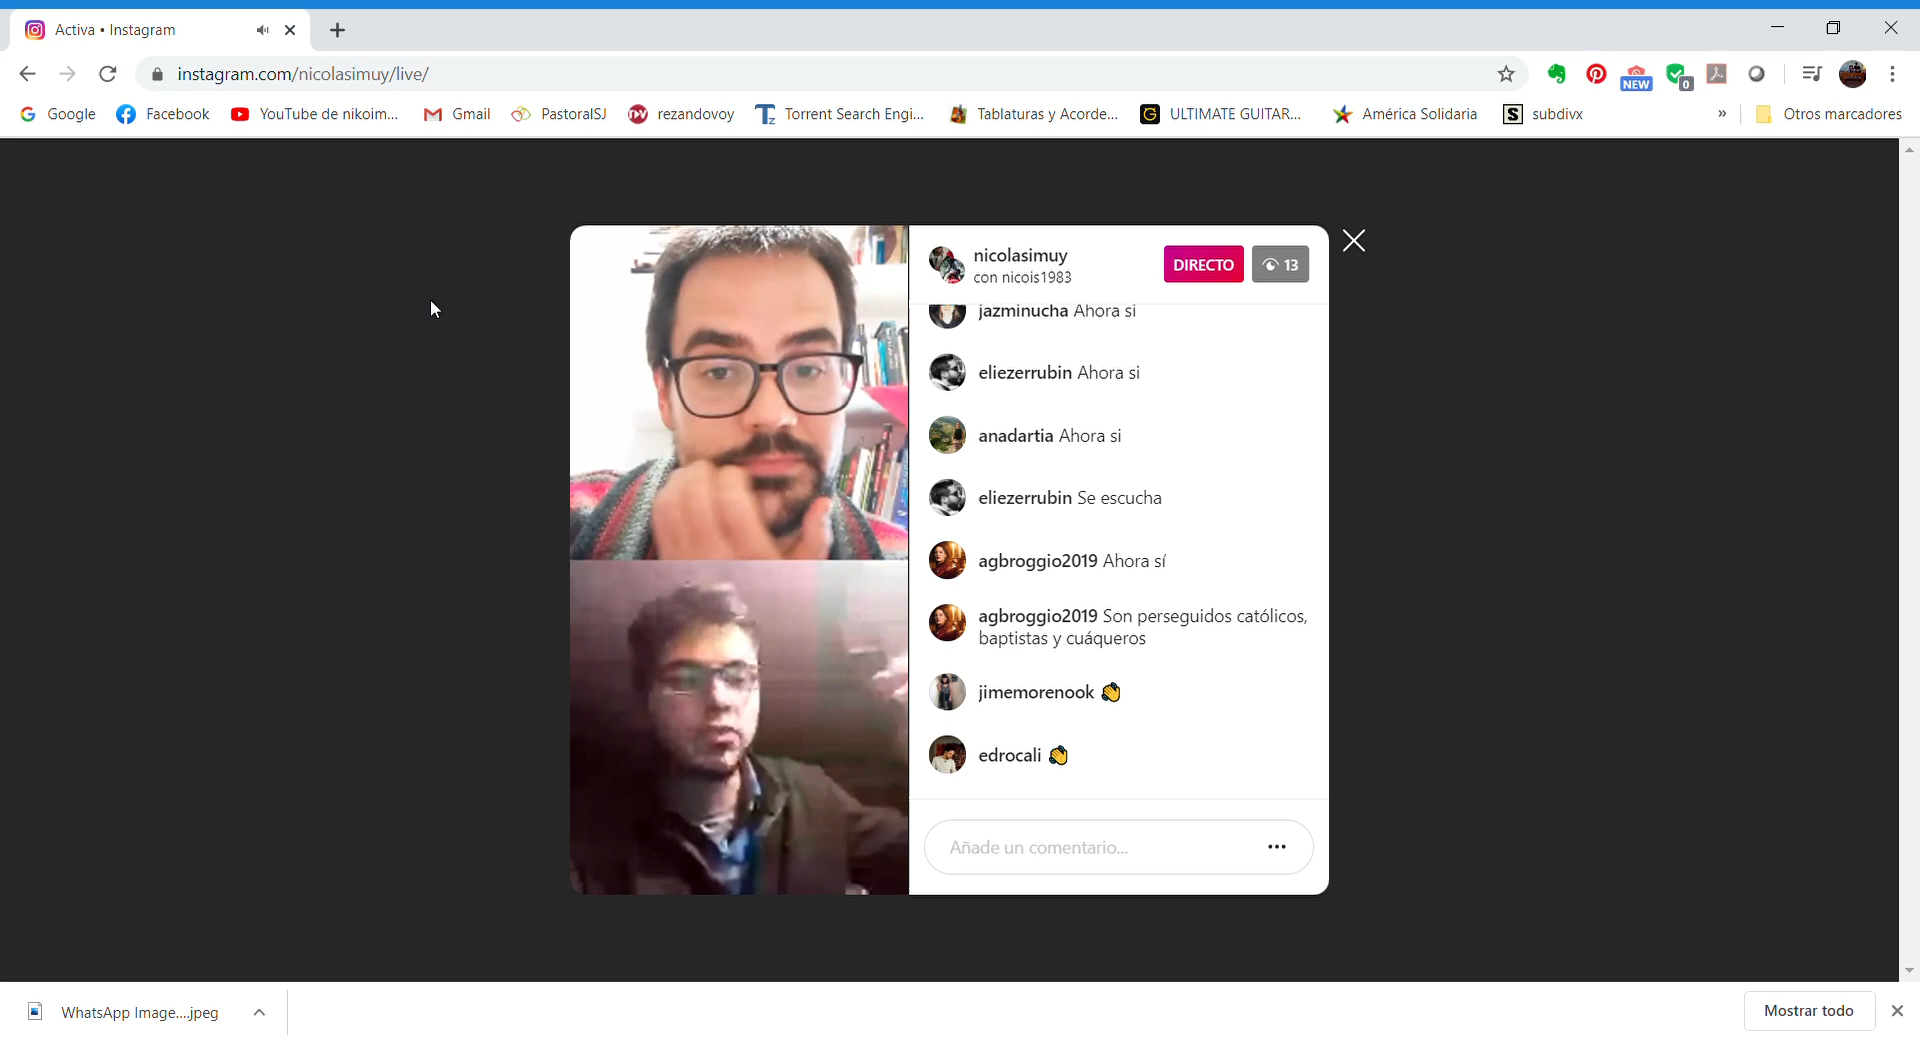 Activa • Instagram
instagram.com/nicolasimuy/live/
NEW
0
Google
Facebook
YouTube de nikoim...
Gmail
PastoralSJ
rezandovoy
Torrent Search Engi...
Tablaturas y Acorde...
ULTIMATE GUITAR...
América Solidaria
subdivx
»
Otros marcadores
nicolasimuy
con nicois1983
DIRECTO
13
jazminucha Ahora si
eliezerrubin Ahora si
anadartia Ahora si
eliezerrubin Se escucha
agbroggio2019 Ahora sí
agbroggio2019 Son perseguidos católicos,
baptistas y cuáqueros
jimemorenook 👏
edrocali 👏
Añade un comentario...
WhatsApp Image....jpeg
Mostrar todo